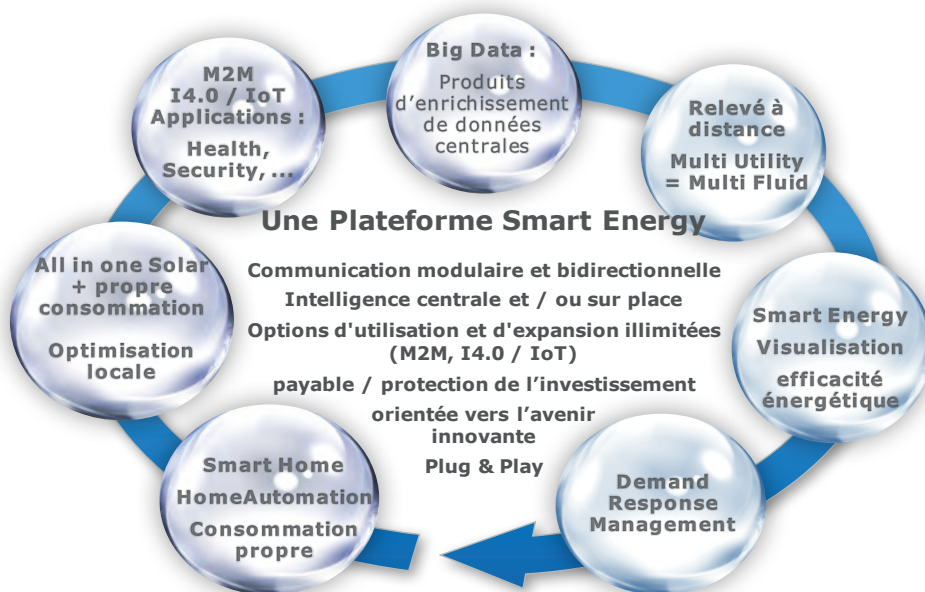 Big Data :
Produits
d'enrichissement
de données
centrales
M2M
I4.0 / IoT
Applications :
Health,
Security, ...
Relevé à
distance
Multi Utility
= Multi Fluid
Une Plateforme Smart Energy
Communication modulaire et bidirectionnelle
Intelligence centrale et / ou sur place
Options d'utilisation et d'expansion illimitées
(M2M, I4.0 / IoT)
payable / protection de l'investissement
orientée vers l'avenir
innovante
Plug & Play
All in one Solar
+ propre
consommation
Optimisation
locale
Smart Energy
Visualisation
efficacité
énergétique
Smart Home
HomeAutomation
Consommation
propre
Demand
Response
Management